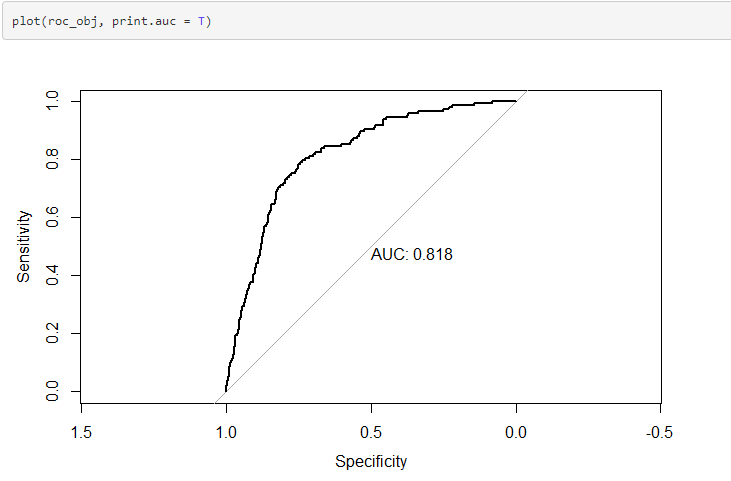 plot(roc_obj, print.auc = T)
1.0
0.8
0.6
0.4
0.2
0.0
Sensitivity
AUC: 0.818
1.5 1.0 0.5 0.0 -0.5
Specificity